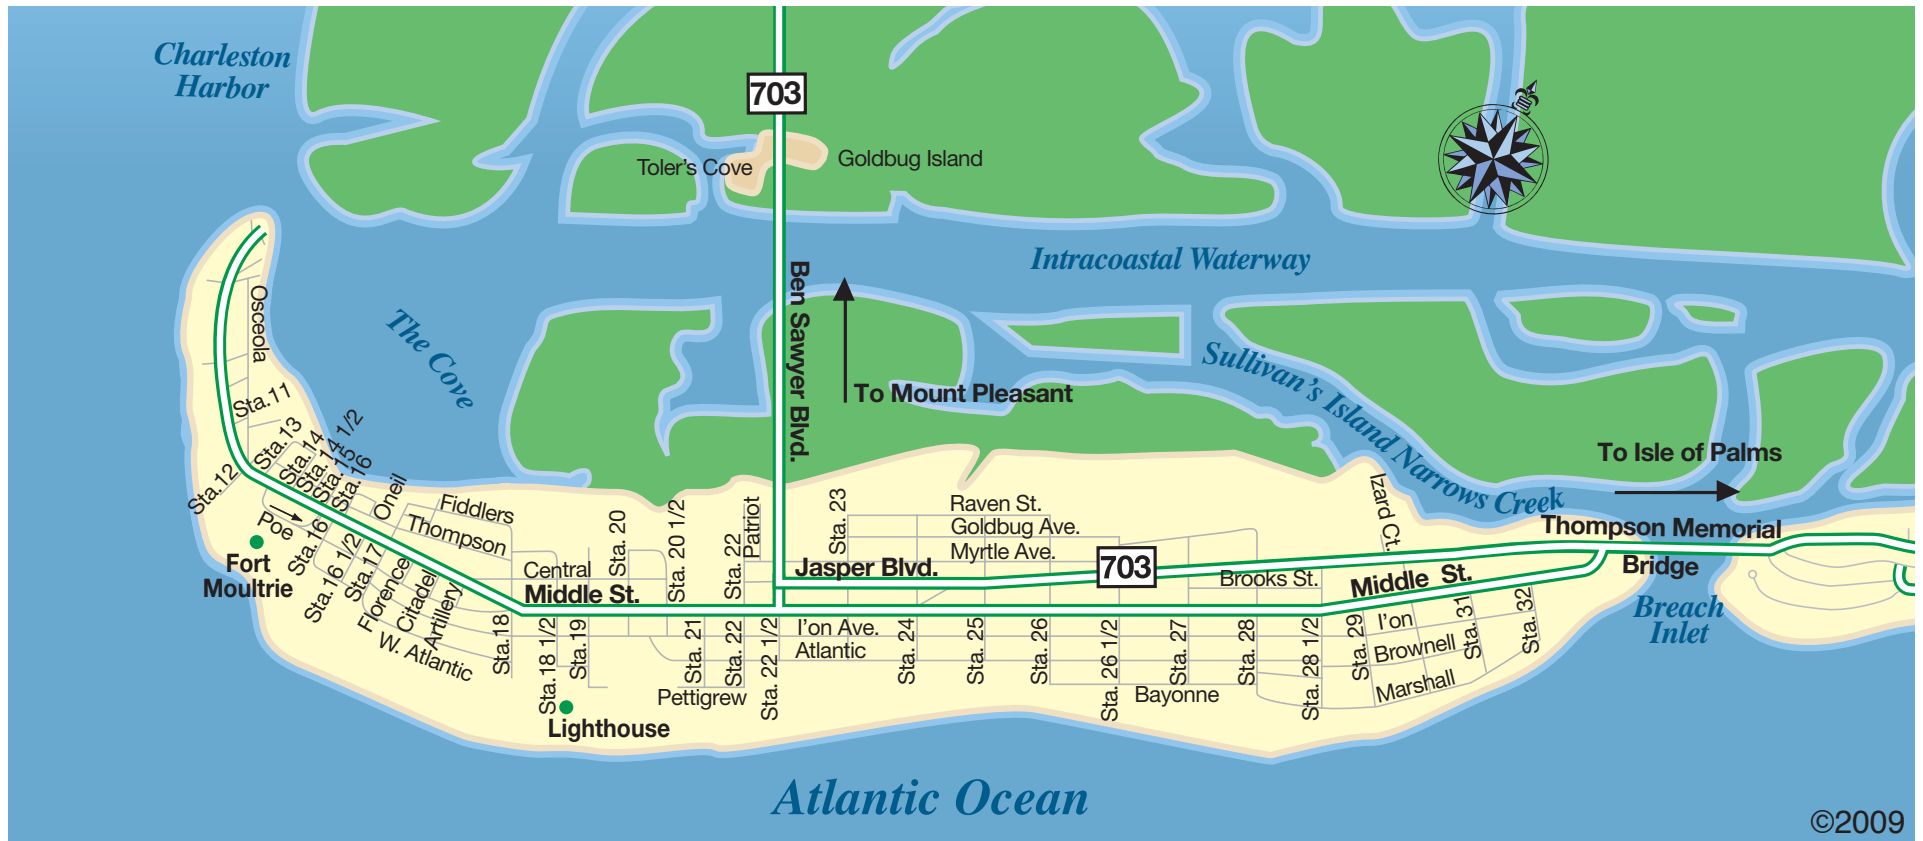 Charleston
Harbor
703
Toler's Cove
Goldbug Island
Intracoastal Waterway
Ben Sawyer Blvd.
To Mount Pleasant
The Cove
Osceola
Sullivan's Island Narrows Creek
To Isle of Palms
Thompson Memorial
Bridge
Breach
Inlet
Sta.11
Sta.12
Sta.13
Sta.14
Sta.14 1/2
Sta.15
Sta.16
Oneil
Fiddlers
Thompson
Poe
Fort
Moultrie
Sta.16
Sta.16 1/2
Sta.17
Florence
Citadel
Artillery
W. Atlantic
Central
Middle St.
Sta. 20
Sta. 20 1/2
Sta. 22
Patriot
Sta. 23
Raven St.
Goldbug Ave.
Myrtle Ave.
Jasper Blvd.
703
Brooks St.
Izard Ct.
Middle St.
Sta.18
Sta. 18 1/2
Sta.19
Sta. 21
Sta. 22
Sta. 22 1/2
I'on Ave.
Atlantic
Sta. 24
Sta. 25
Sta. 26
Sta. 26 1/2
Sta. 27
Sta. 28
Sta. 28 1/2
Sta. 29
I'on
Brownell
Marshall
Sta. 31
Sta. 32
Pettigrew
Bayonne
Lighthouse
Atlantic Ocean
©2009